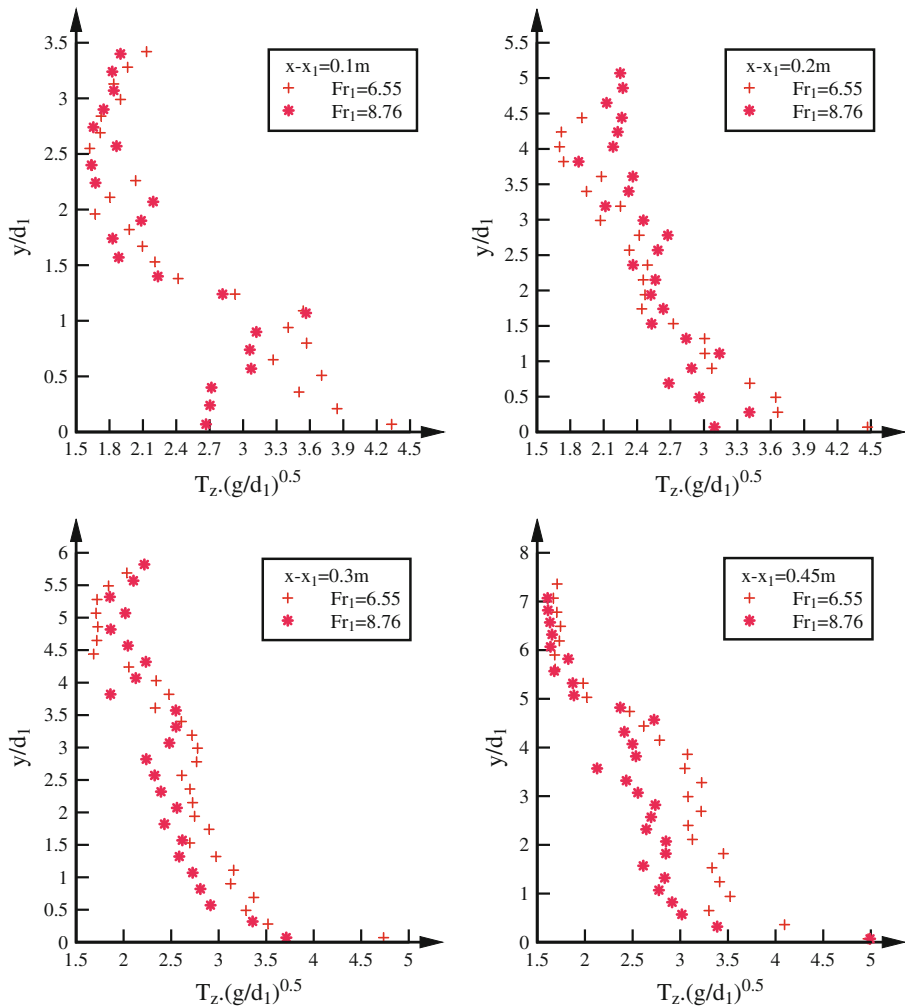 x-x₁=0.1m
Fr₁=6.55
Fr₁=8.76
y/d₁
3.5
3
2.5
2
1.5
1
0.5
0
1.5 1.8 2.1 2.4 2.7 3 3.3 3.6 3.9 4.2 4.5
T_z.(g/d₁)^0.5
x-x₁=0.2m
Fr₁=6.55
Fr₁=8.76
y/d₁
5.5
5
4.5
4
3.5
3
2.5
2
1.5
1
0.5
0
1.5 1.8 2.1 2.4 2.7 3 3.3 3.6 3.9 4.2 4.5
T_z.(g/d₁)^0.5
x-x₁=0.3m
Fr₁=6.55
Fr₁=8.76
y/d₁
6
5.5
5
4.5
4
3.5
3
2.5
2
1.5
1
0.5
0
1.5 2 2.5 3 3.5 4 4.5 5
T_z.(g/d₁)^0.5
x-x₁=0.45m
Fr₁=6.55
Fr₁=8.76
y/d₁
8
7
6
5
4
3
2
1
0
1.5 2 2.5 3 3.5 4 4.5 5
T_z.(g/d₁)^0.5